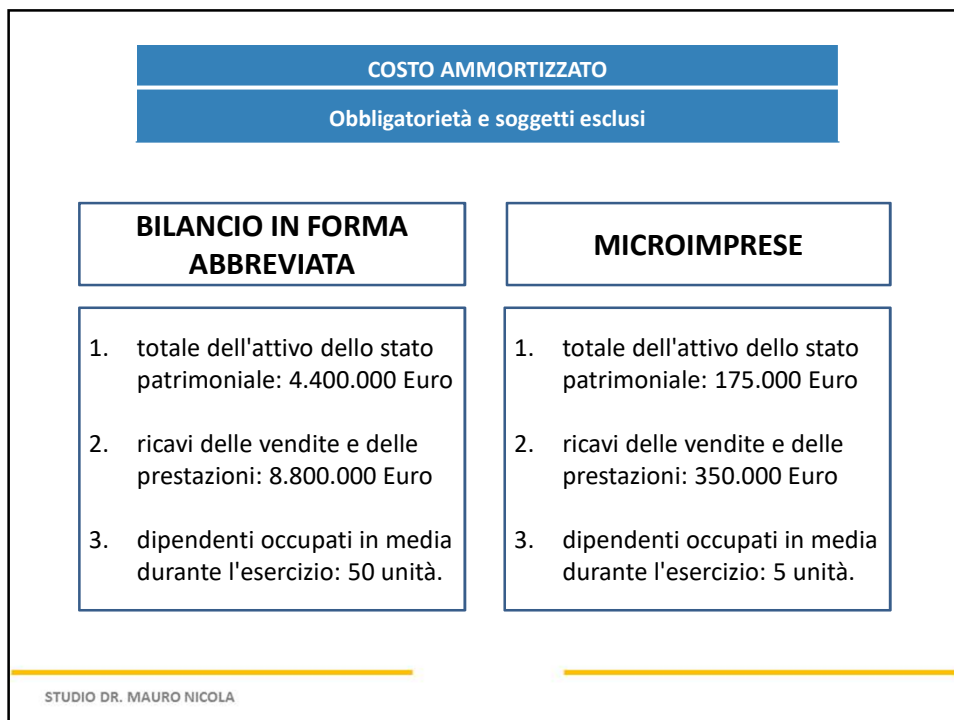 COSTO AMMORTIZZATO
Obbligatorietà e soggetti esclusi
BILANCIO IN FORMA
ABBREVIATA
1. totale dell'attivo dello stato
patrimoniale: 4.400.000 Euro
2. ricavi delle vendite e delle
prestazioni: 8.800.000 Euro
3. dipendenti occupati in media
durante l'esercizio: 50 unità.
MICROIMPRESE
1. totale dell'attivo dello stato
patrimoniale: 175.000 Euro
2. ricavi delle vendite e delle
prestazioni: 350.000 Euro
3. dipendenti occupati in media
durante l'esercizio: 5 unità.
STUDIO DR. MAURO NICOLA